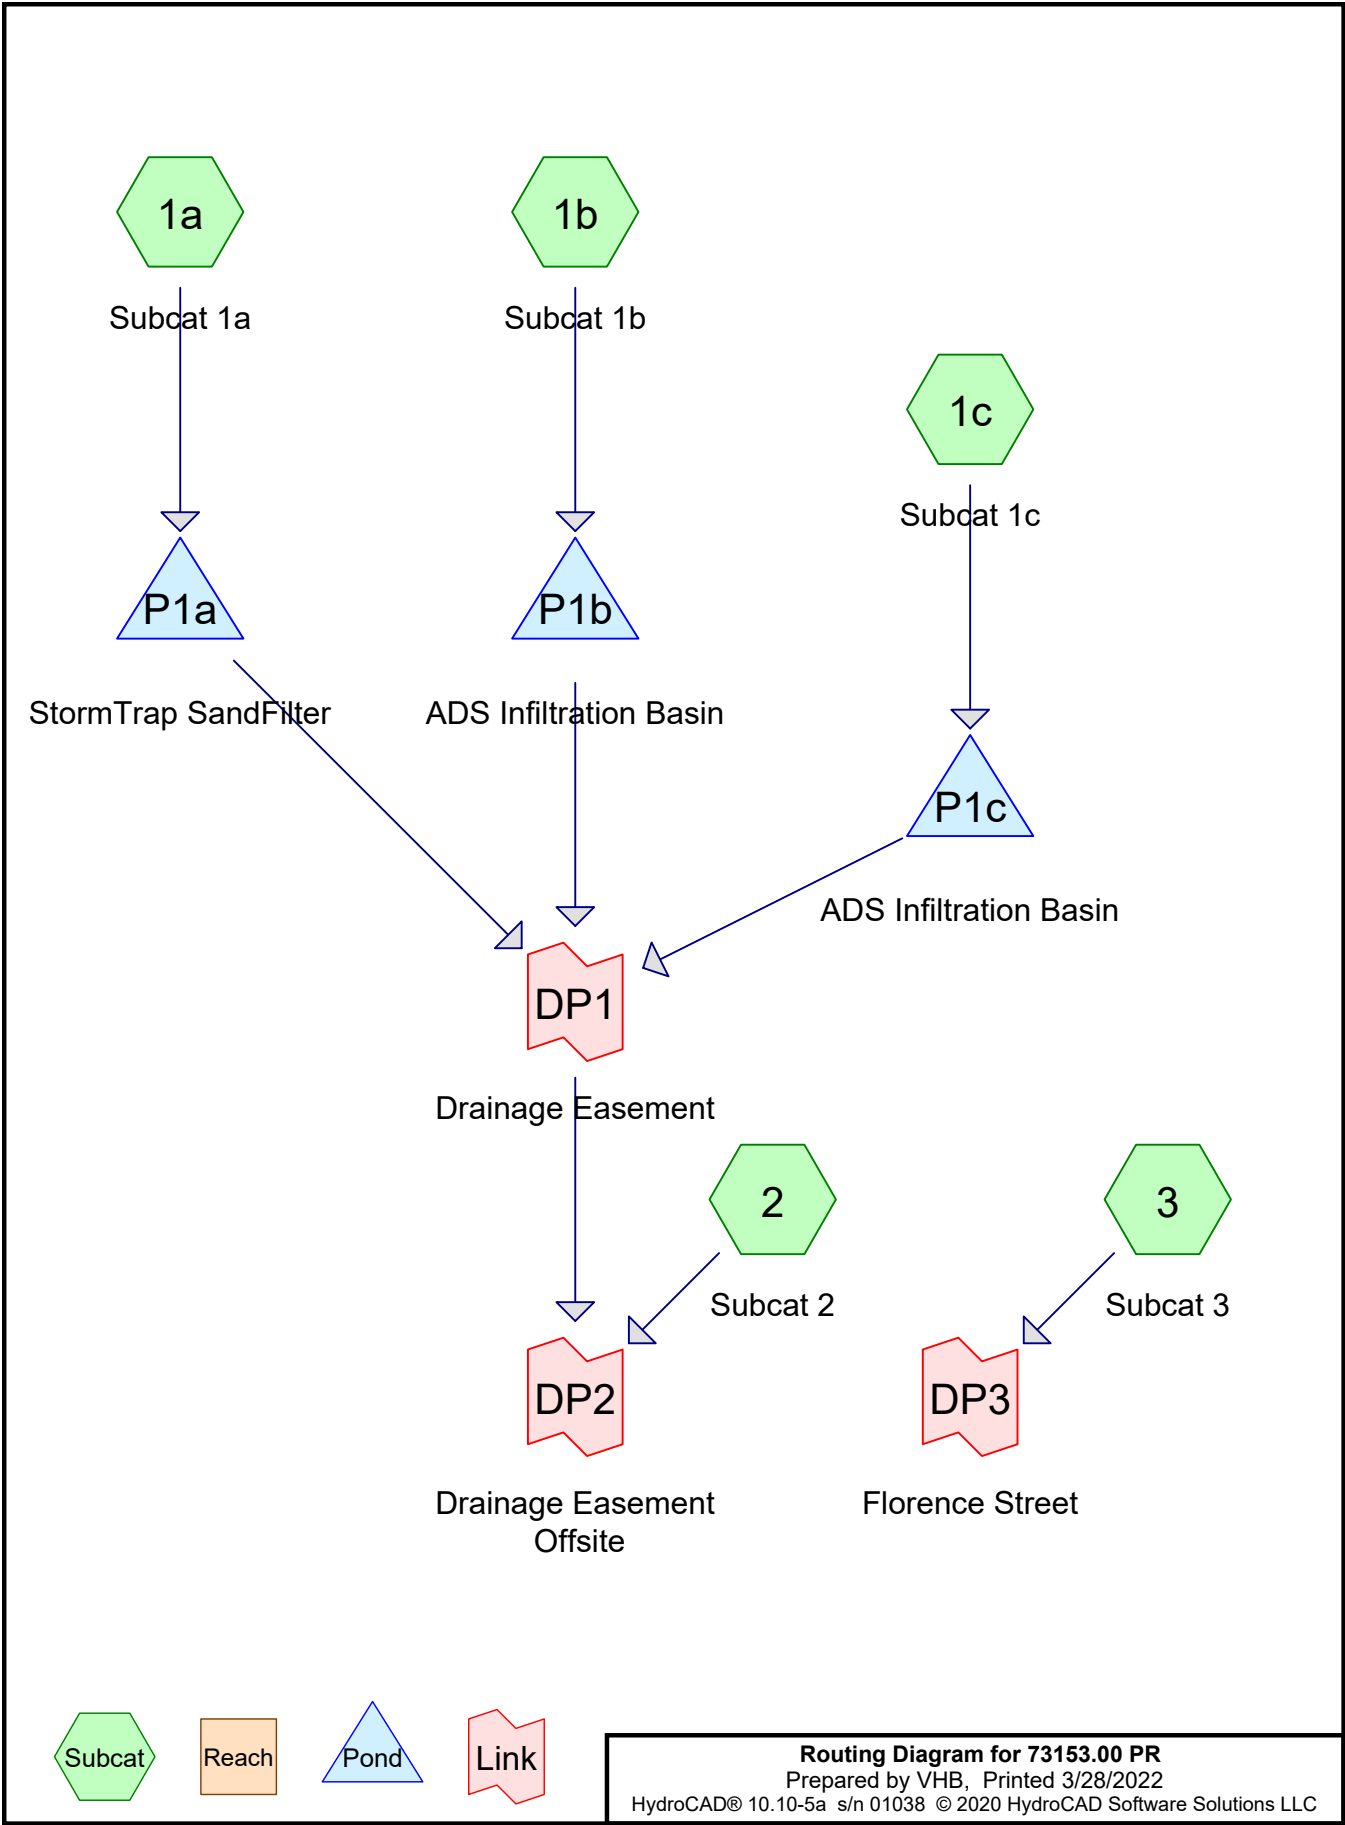 1a
1b
Subcat 1a
Subcat 1b
1c
Subcat 1c
P1a
P1b
StormTrap SandFilter
ADS Infiltration Basin
P1c
ADS Infiltration Basin
DP1
Drainage Easement
2
3
Subcat 2
Subcat 3
DP2
DP3
Drainage Easement
Offsite
Florence Street
Subcat
Reach
Pond
Link
Routing Diagram for 73153.00 PR
Prepared by VHB, Printed 3/28/2022
HydroCAD® 10.10-5a s/n 01038 © 2020 HydroCAD Software Solutions LLC